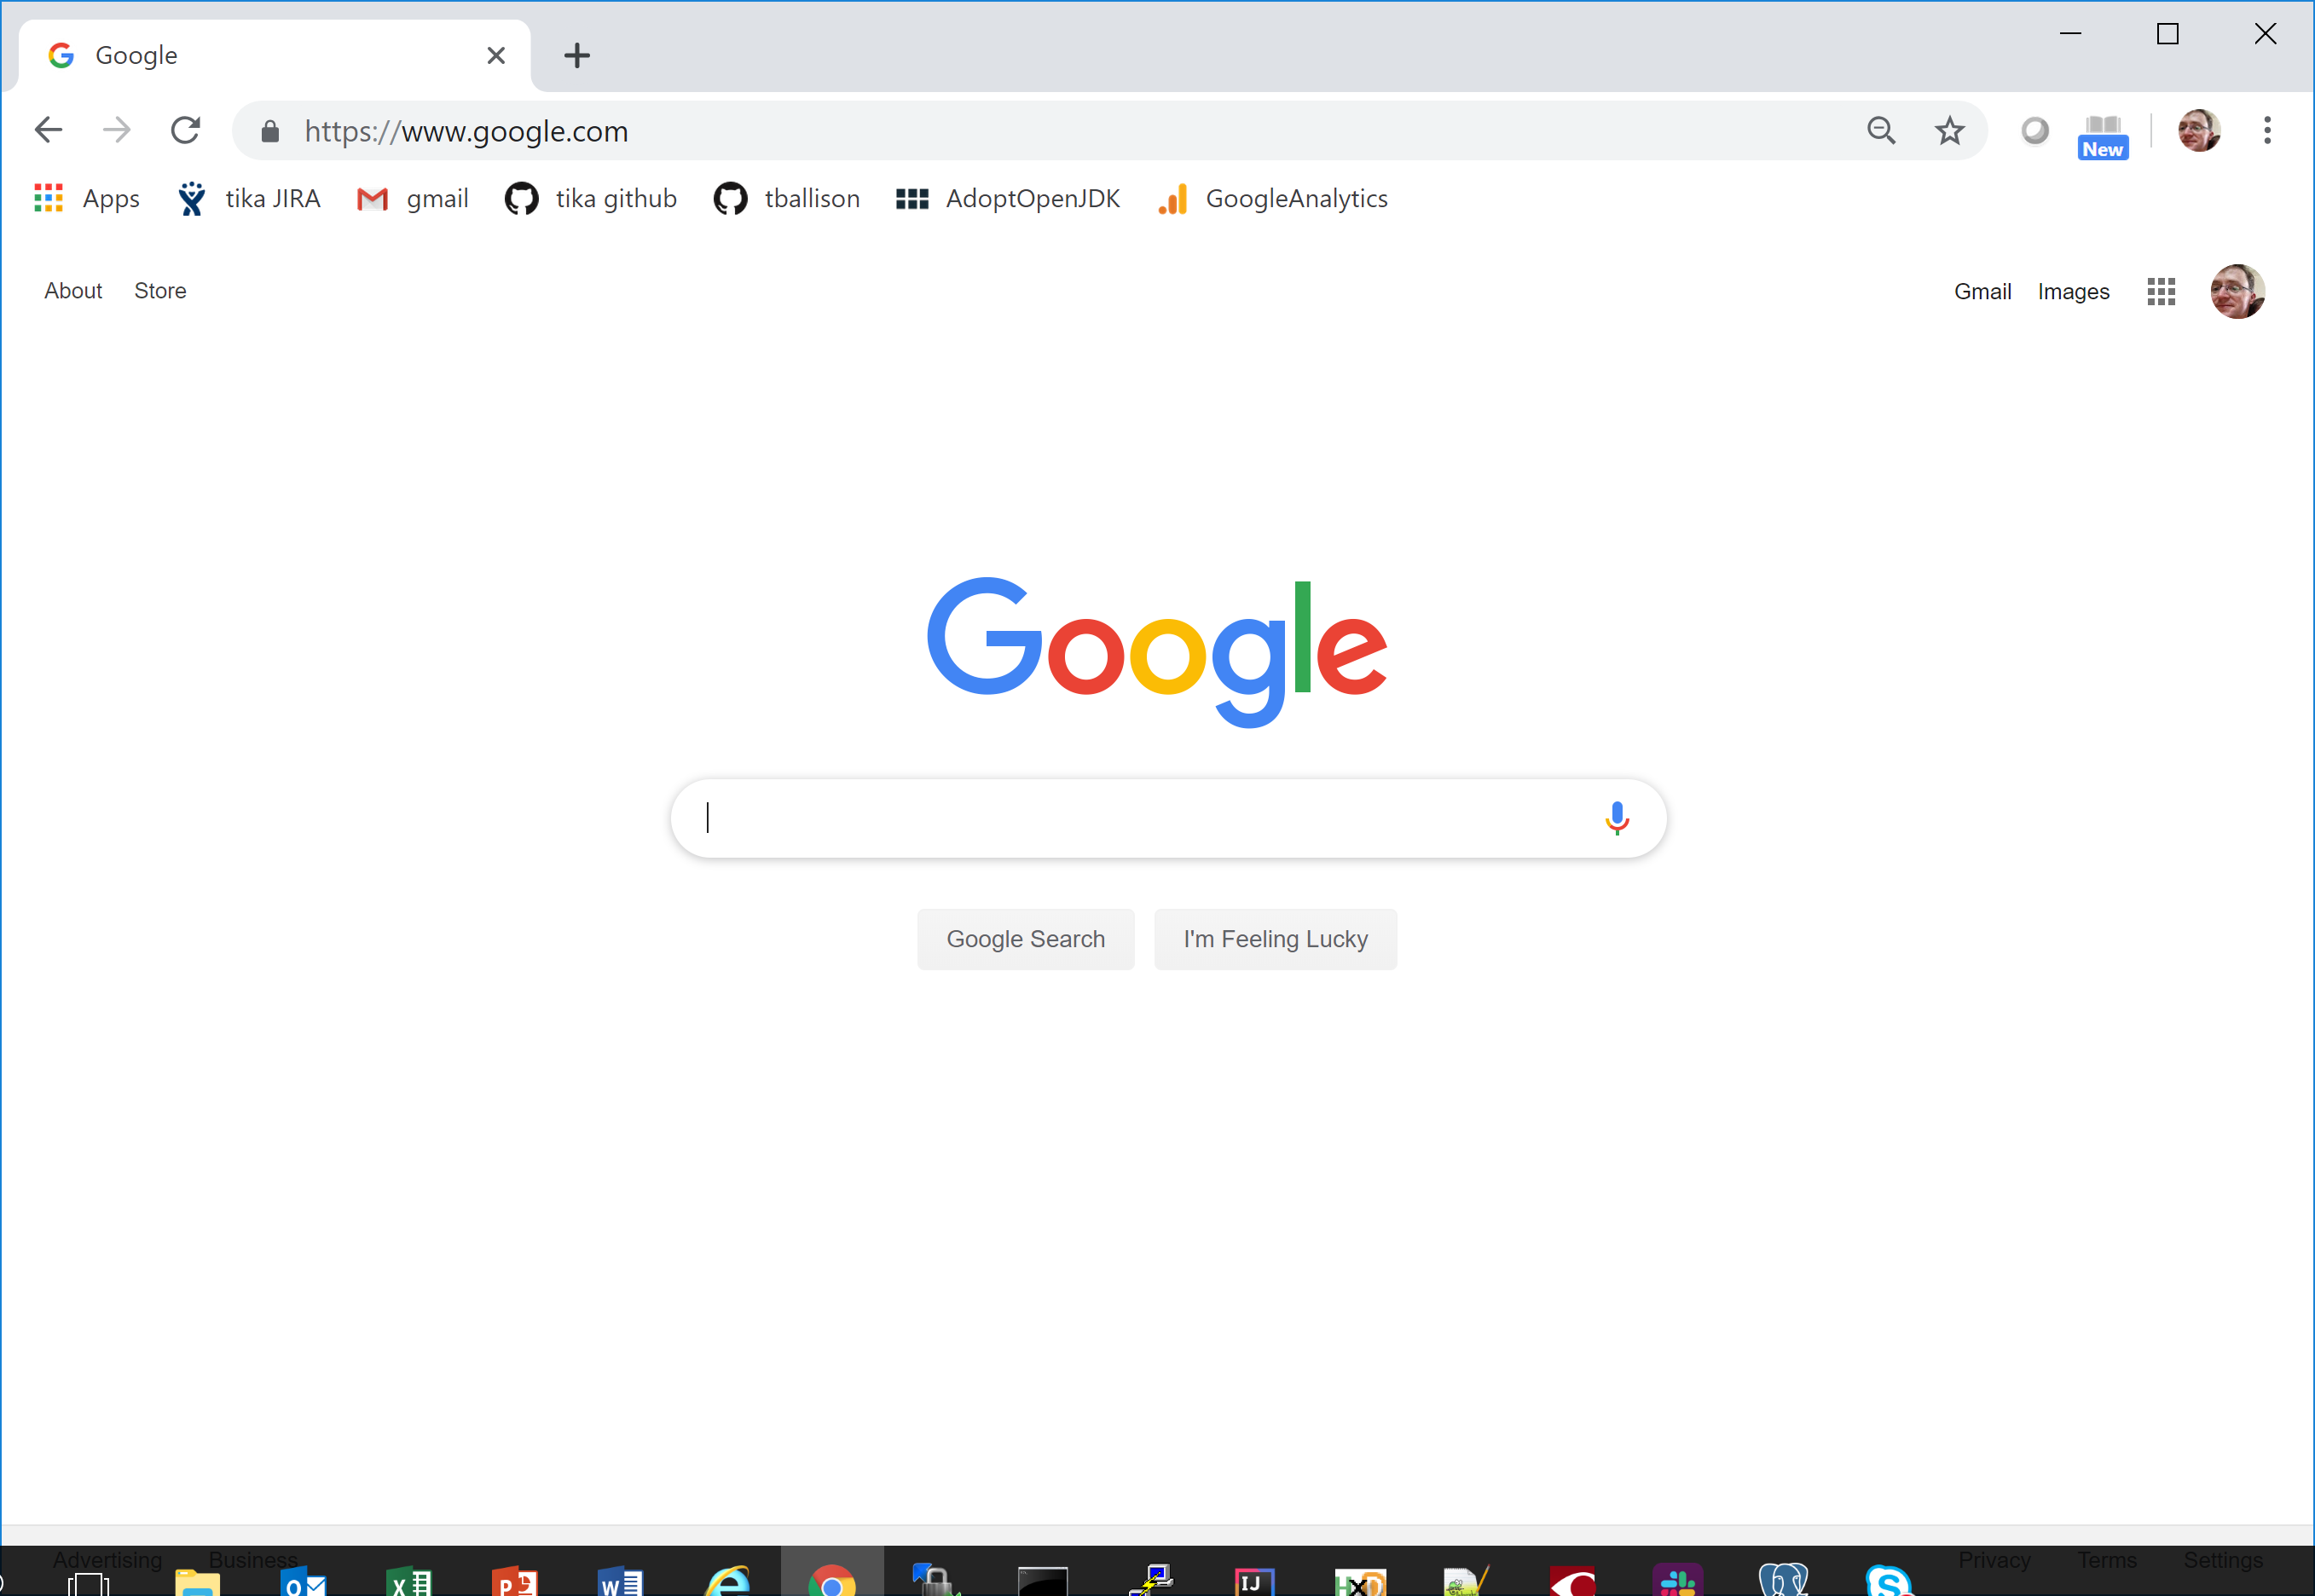 Google
https://www.google.com
New
Apps tika JIRA gmail tika github tballison AdoptOpenJDK GoogleAnalytics
About Store Gmail Images
Google
Google Search I'm Feeling Lucky
Advertising Business Privacy Terms Settings